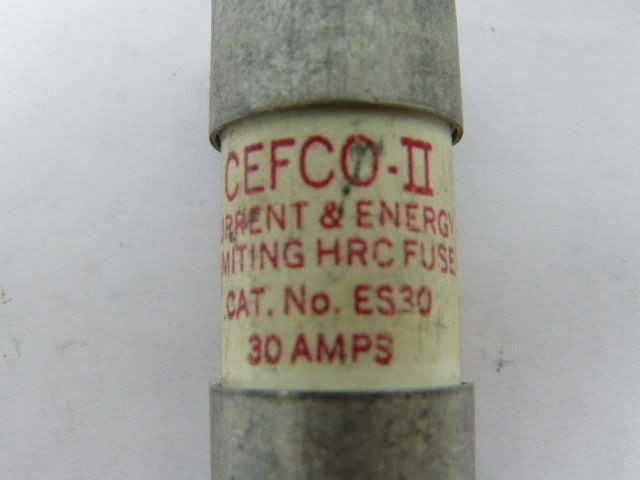 CEFCO-II
URRENT & ENERGY
MITING HRC FUSE
CAT. No. ES30
30 AMPS